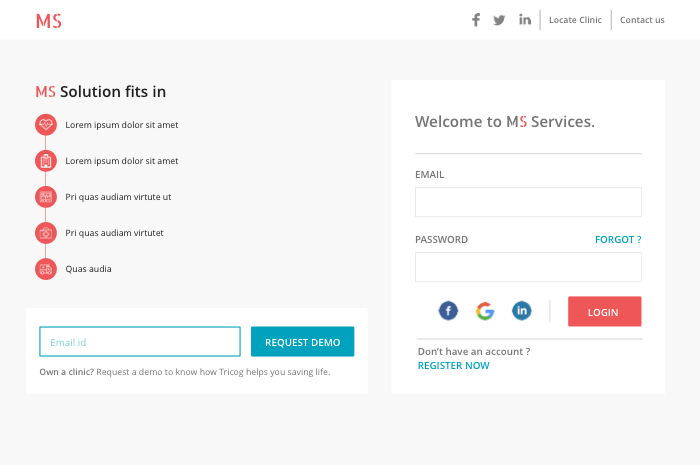 MS
Locate Clinic
Contact us
MS Solution fits in
Lorem ipsum dolor sit amet
Lorem ipsum dolor sit amet
Pri quas audiam virtute ut
Pri quas audiam virtutet
Quas audia
Email id
REQUEST DEMO
Own a clinic? Request a demo to know how Tricog helps you saving life.
Welcome to MS Services.
EMAIL
PASSWORD
FORGOT ?
LOGIN
Don't have an account ?
REGISTER NOW